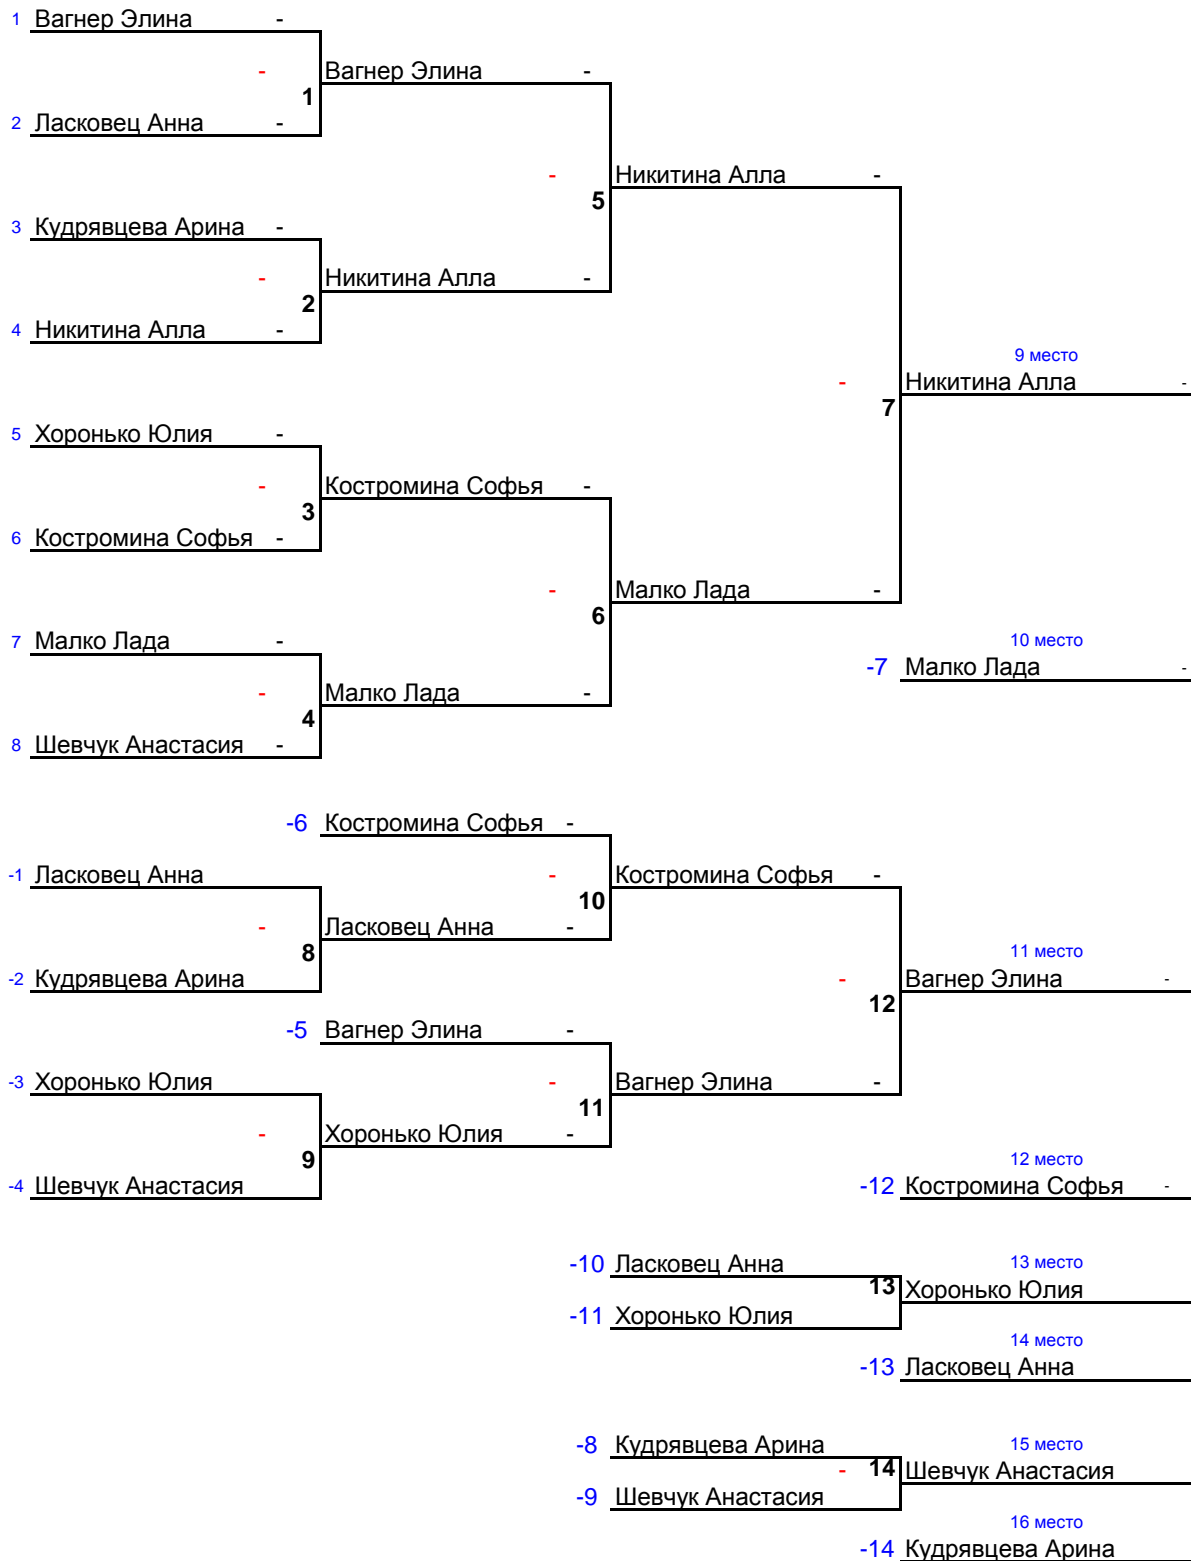 1 Вагнер Элина -
- Вагнер Элина -
1
2 Ласковец Анна -
- Никитина Алла -
5
3 Кудрявцева Арина -
- Никитина Алла -
2
4 Никитина Алла -
9 место
- Никитина Алла -
7
5 Хоронько Юлия -
- Костромина Софья -
3
6 Костромина Софья -
- Малко Лада -
6
7 Малко Лада -
10 место
-7 Малко Лада -
- Малко Лада -
4
8 Шевчук Анастасия -
-6 Костромина Софья -
-1 Ласковец Анна - Костромина Софья -
10
- Ласковец Анна -
8
11 место
-2 Кудрявцева Арина - Вагнер Элина -
12
-5 Вагнер Элина -
-3 Хоронько Юлия - Вагнер Элина -
11
- Хоронько Юлия -
9
12 место
-4 Шевчук Анастасия -12 Костромина Софья -
-10 Ласковец Анна 13 место
13 Хоронько Юлия
-11 Хоронько Юлия
14 место
-13 Ласковец Анна
-8 Кудрявцева Арина 15 место
- 14 Шевчук Анастасия
-9 Шевчук Анастасия
16 место
-14 Кудрявцева Арина